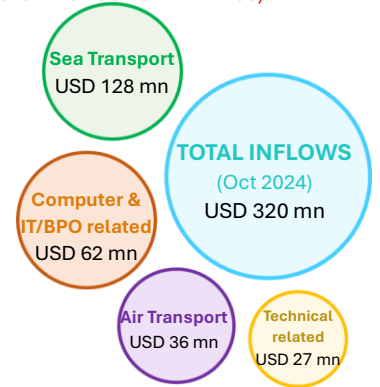 Sea Transport
USD 128 mn
TOTAL INFLOWS
(Oct 2024)
USD 320 mn
Computer &
IT/BPO related
USD 62 mn
Air Transport
USD 36 mn
Technical
related
USD 27 mn